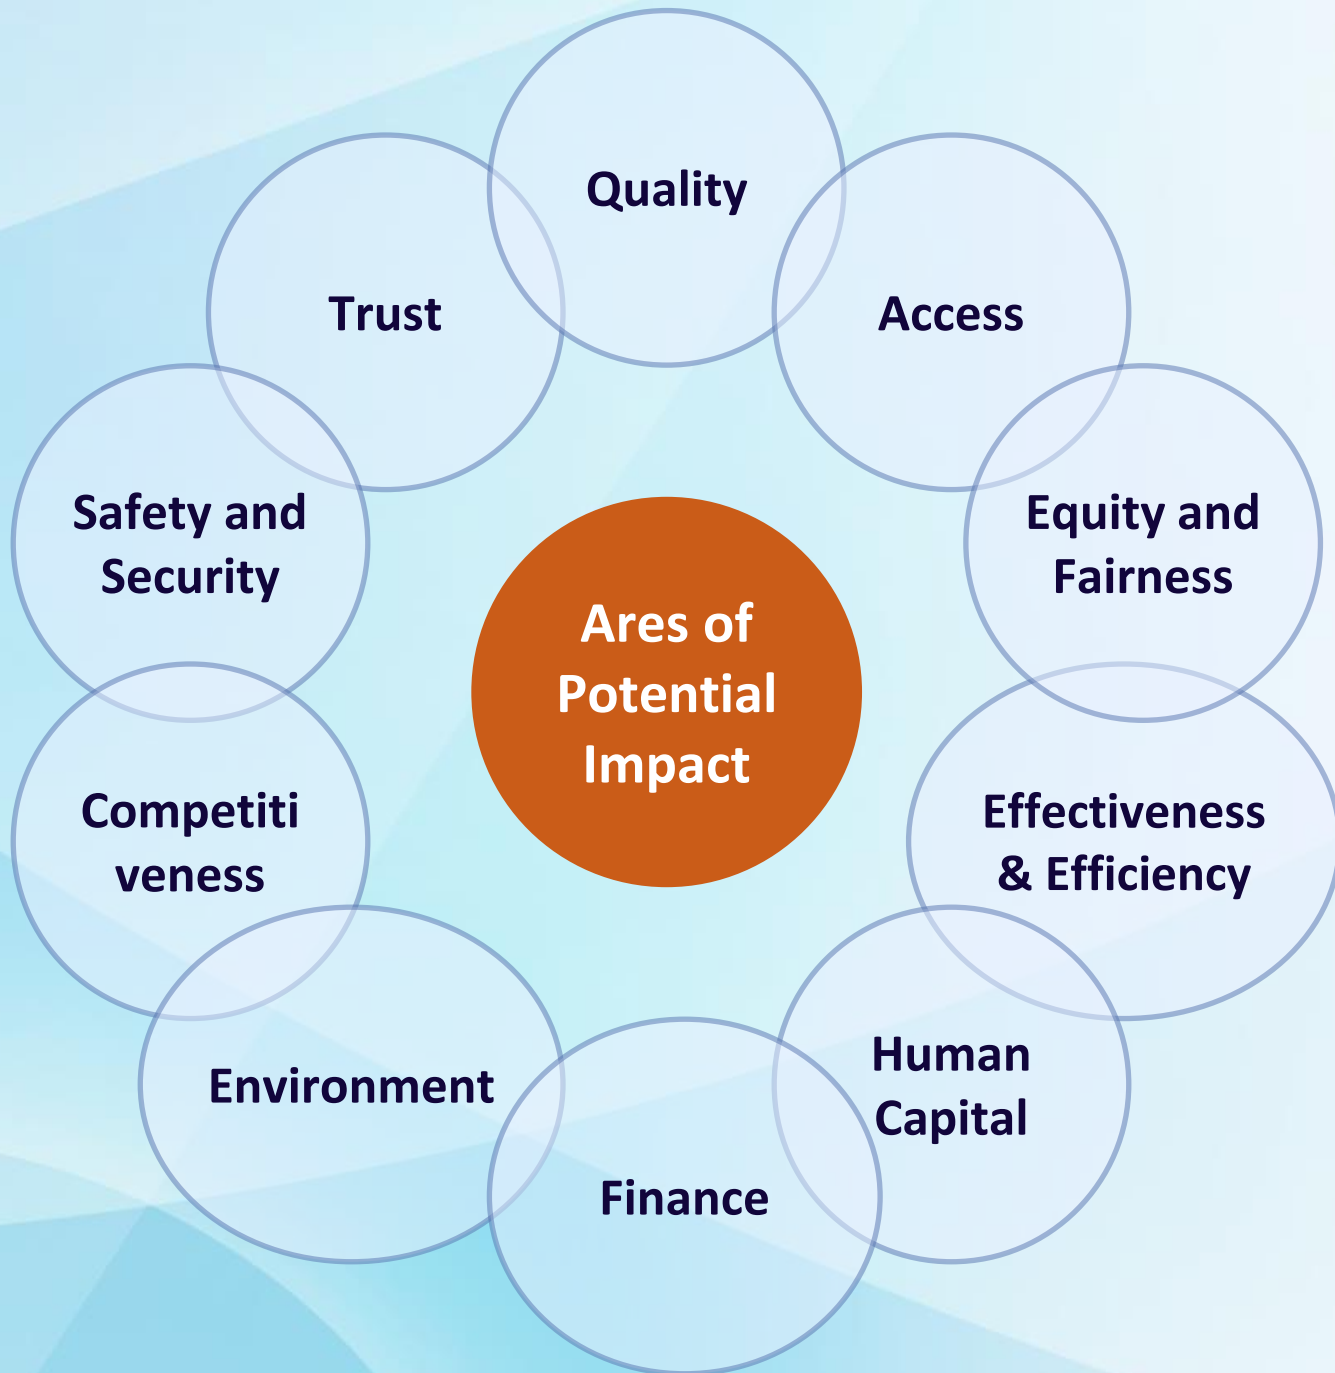 Quality
Access
Equity and
Fairness
Effectiveness
& Efficiency
Human
Capital
Finance
Environment
Competiti
veness
Safety and
Security
Trust
Ares of
Potential
Impact